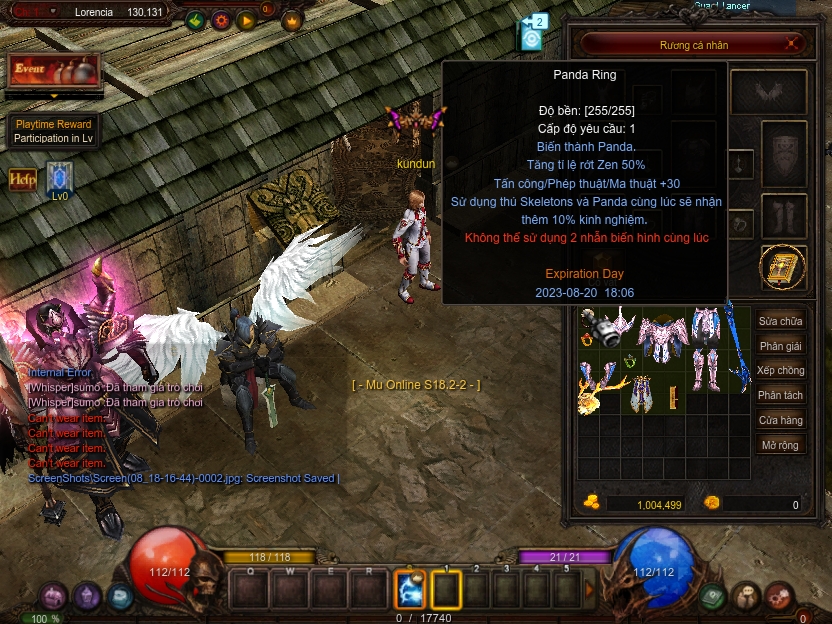 Ch 1:
Lorencia 130,131
0
Guard Lancer
2
Rương cá nhân
Event
Playtime Reward
Participation in Lv
Help
Lv0
kundun
Panda Ring
Độ bền: [255/255]
Cấp độ yêu cầu: 1
Biến thành Panda.
Tăng tỉ lệ rớt Zen 50%
Tấn công/Phép thuật/Ma thuật +30
Sử dụng thú Skeletons và Panda cùng lúc sẽ nhận
thêm 10% kinh nghiệm.
Không thể sử dụng 2 nhẫn biến hình cùng lúc
Expiration Day
2023-08-20 18:06
Sửa chữa
Phân giải
Xếp chồng
Phân tách
Cửa hàng
Mở rộng
1,004,499
0
[ - Mu Online S18.2-2 - ]
Internal Error.
[Whisper]sumo :Đã tham gia trò chơi
[Whisper]sumo :Đã tham gia trò chơi
Can't wear item.
Can't wear item.
Can't wear item.
Can't wear item.
ScreenShots\Screen(08_18-16-44)-0002.jpg: Screenshot Saved
118 / 118
21 / 21
112/112
112/112
Q W E R
1 2 3 4 5
100 %
0 / 17740
0